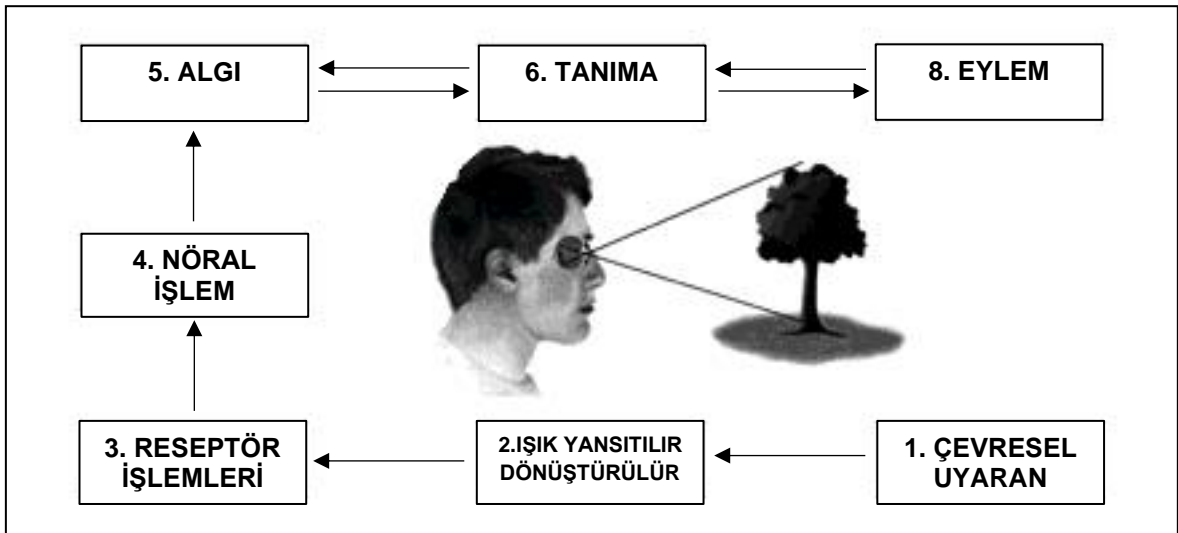 5. ALGI
6. TANIMA
8. EYLEM
4. NÖRAL
İŞLEM
3. RESEPTÖR
İŞLEMLERİ
2.IŞIK YANSITILIR
DÖNÜŞTÜRÜLÜR
1. ÇEVRESEL
UYARAN